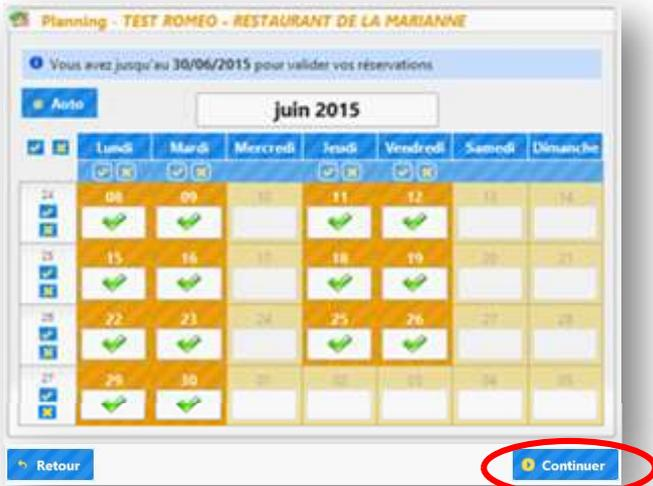 Planning - TEST ROMEO - RESTAURANT DE LA MARIANNE
Vous avez jusqu'au 30/06/2015 pour valider vos réservations
Auto
juin 2015
Lundi Mardi Mercredi Jeudi Vendredi Samedi Dimanche
24 08 09 10 11 12 13 14
25 15 16 17 18 19 20 21
26 22 23 24 25 26 27 28
27 29 30 01 02 03 04 05
Retour
Continuer